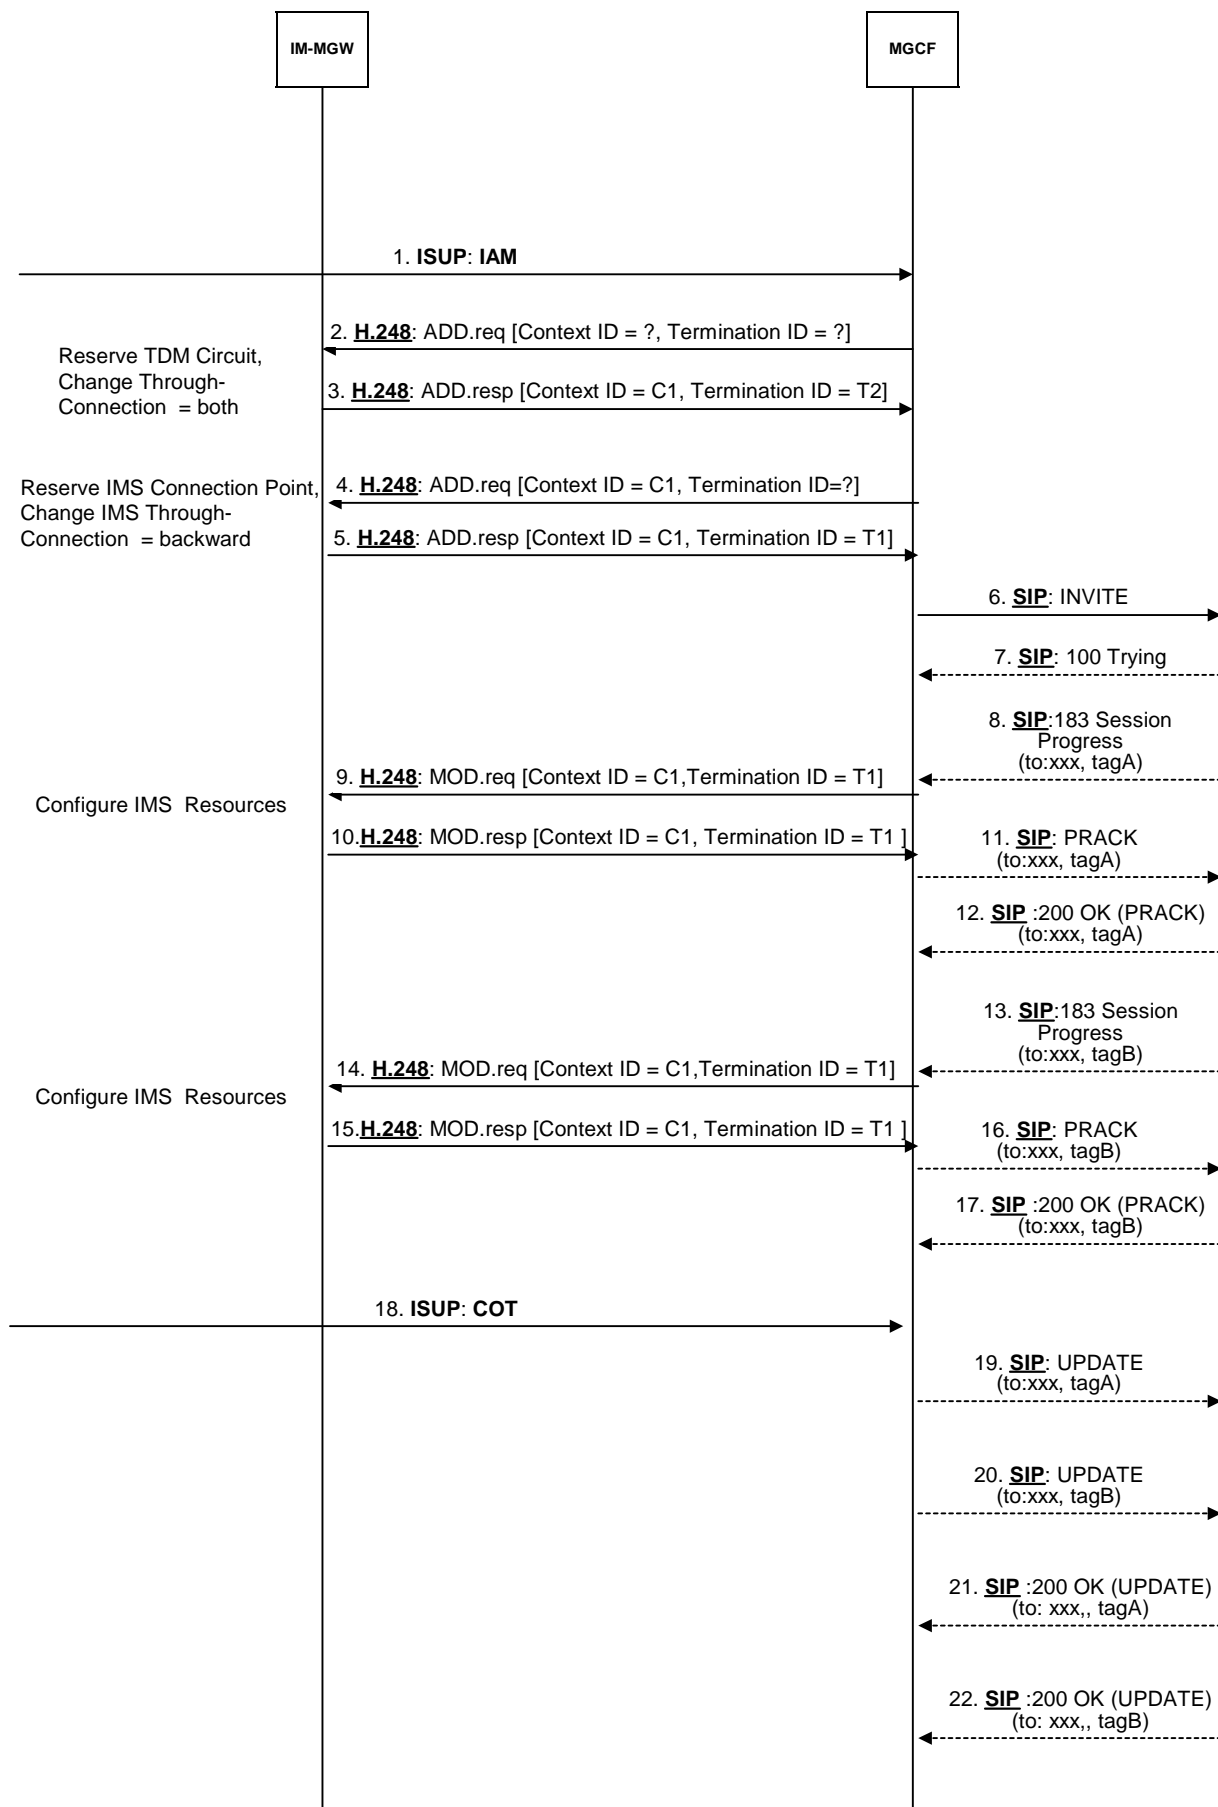 IM-MGW
MGCF
1. ISUP: IAM
2. H.248: ADD.req [Context ID = ?, Termination ID = ?]
Reserve TDM Circuit,
Change Through-
Connection = both
3. H.248: ADD.resp [Context ID = C1, Termination ID = T2]
Reserve IMS Connection Point,
Change IMS Through-
Connection = backward
4. H.248: ADD.req [Context ID = C1, Termination ID=?]
5. H.248: ADD.resp [Context ID = C1, Termination ID = T1]
6. SIP: INVITE
7. SIP: 100 Trying
8. SIP:183 Session
Progress
(to:xxx, tagA)
9. H.248: MOD.req [Context ID = C1,Termination ID = T1]
Configure IMS Resources
10.H.248: MOD.resp [Context ID = C1, Termination ID = T1 ]
11. SIP: PRACK
(to:xxx, tagA)
12. SIP :200 OK (PRACK)
(to:xxx, tagA)
13. SIP:183 Session
Progress
(to:xxx, tagB)
14. H.248: MOD.req [Context ID = C1,Termination ID = T1]
Configure IMS Resources
15.H.248: MOD.resp [Context ID = C1, Termination ID = T1 ]
16. SIP: PRACK
(to:xxx, tagB)
17. SIP :200 OK (PRACK)
(to:xxx, tagB)
18. ISUP: COT
19. SIP: UPDATE
(to:xxx, tagA)
20. SIP: UPDATE
(to:xxx, tagB)
21. SIP :200 OK (UPDATE)
(to: xxx,, tagA)
22. SIP :200 OK (UPDATE)
(to: xxx,, tagB)